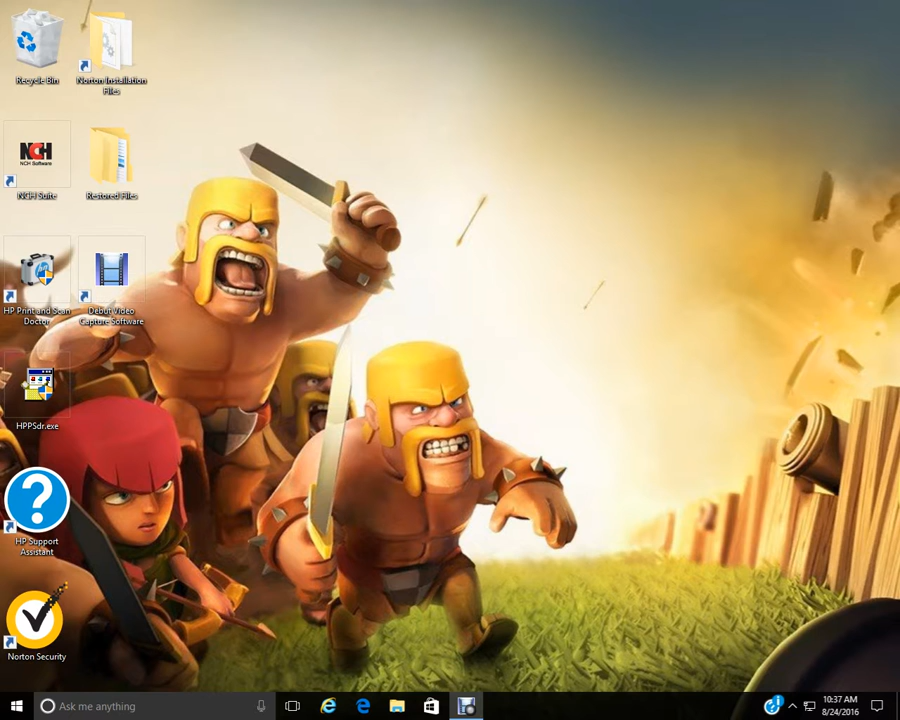 Recycle Bin
Norton Installation
Files
NCH
NCH Software
NCH Suite
Restored Files
HP Print and Scan
Doctor
Debut Video
Capture Software
HPPSdr.exe
HP Support
Assistant
Norton Security
Ask me anything
10:37 AM
8/24/2016